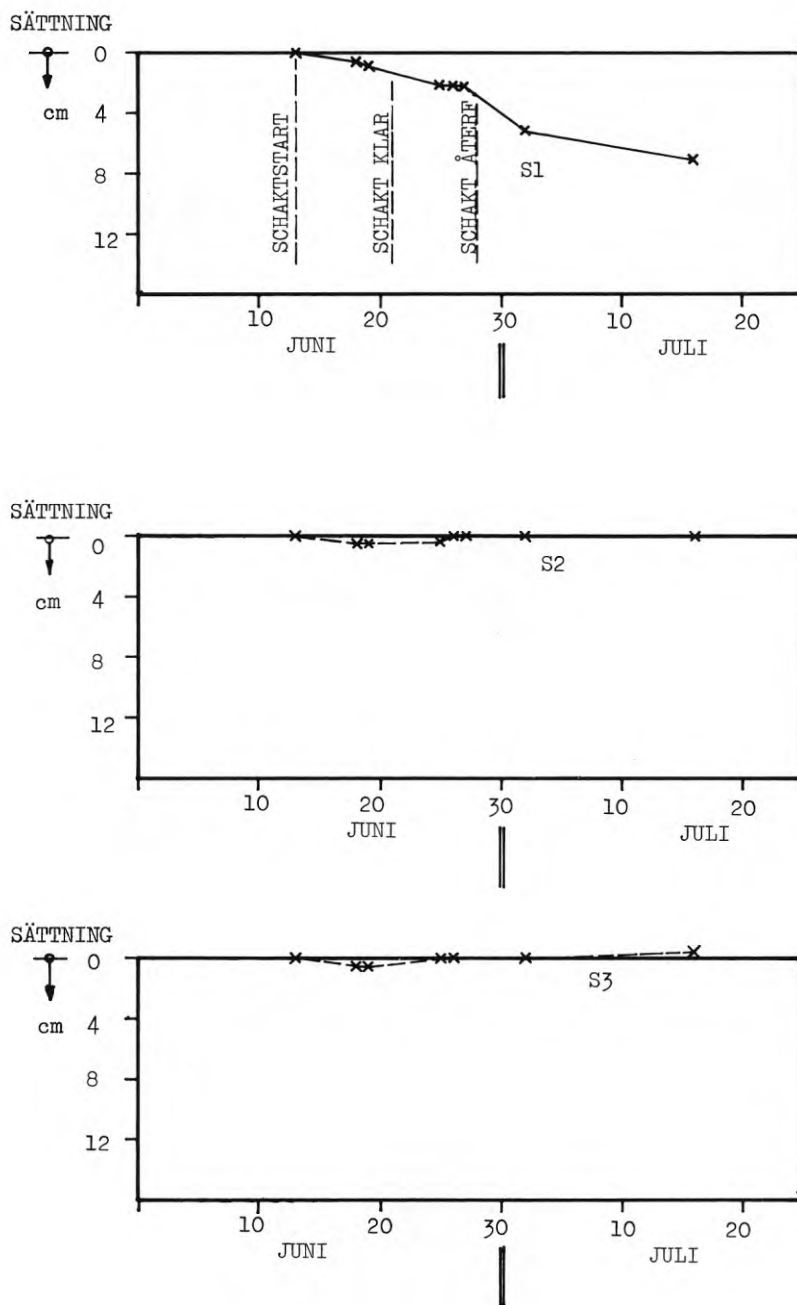 SÄTTNING
0
cm
4
8
12
SCHAKTSTART
SCHAKT KLAR
SCHAKT ÅTERF
S1
10 20 30 10 20
JUNI JULI
SÄTTNING
0
cm
4
8
12
S2
10 20 30 10 20
JUNI JULI
SÄTTNING
0
cm
4
8
12
S3
10 20 30 10 20
JUNI JULI